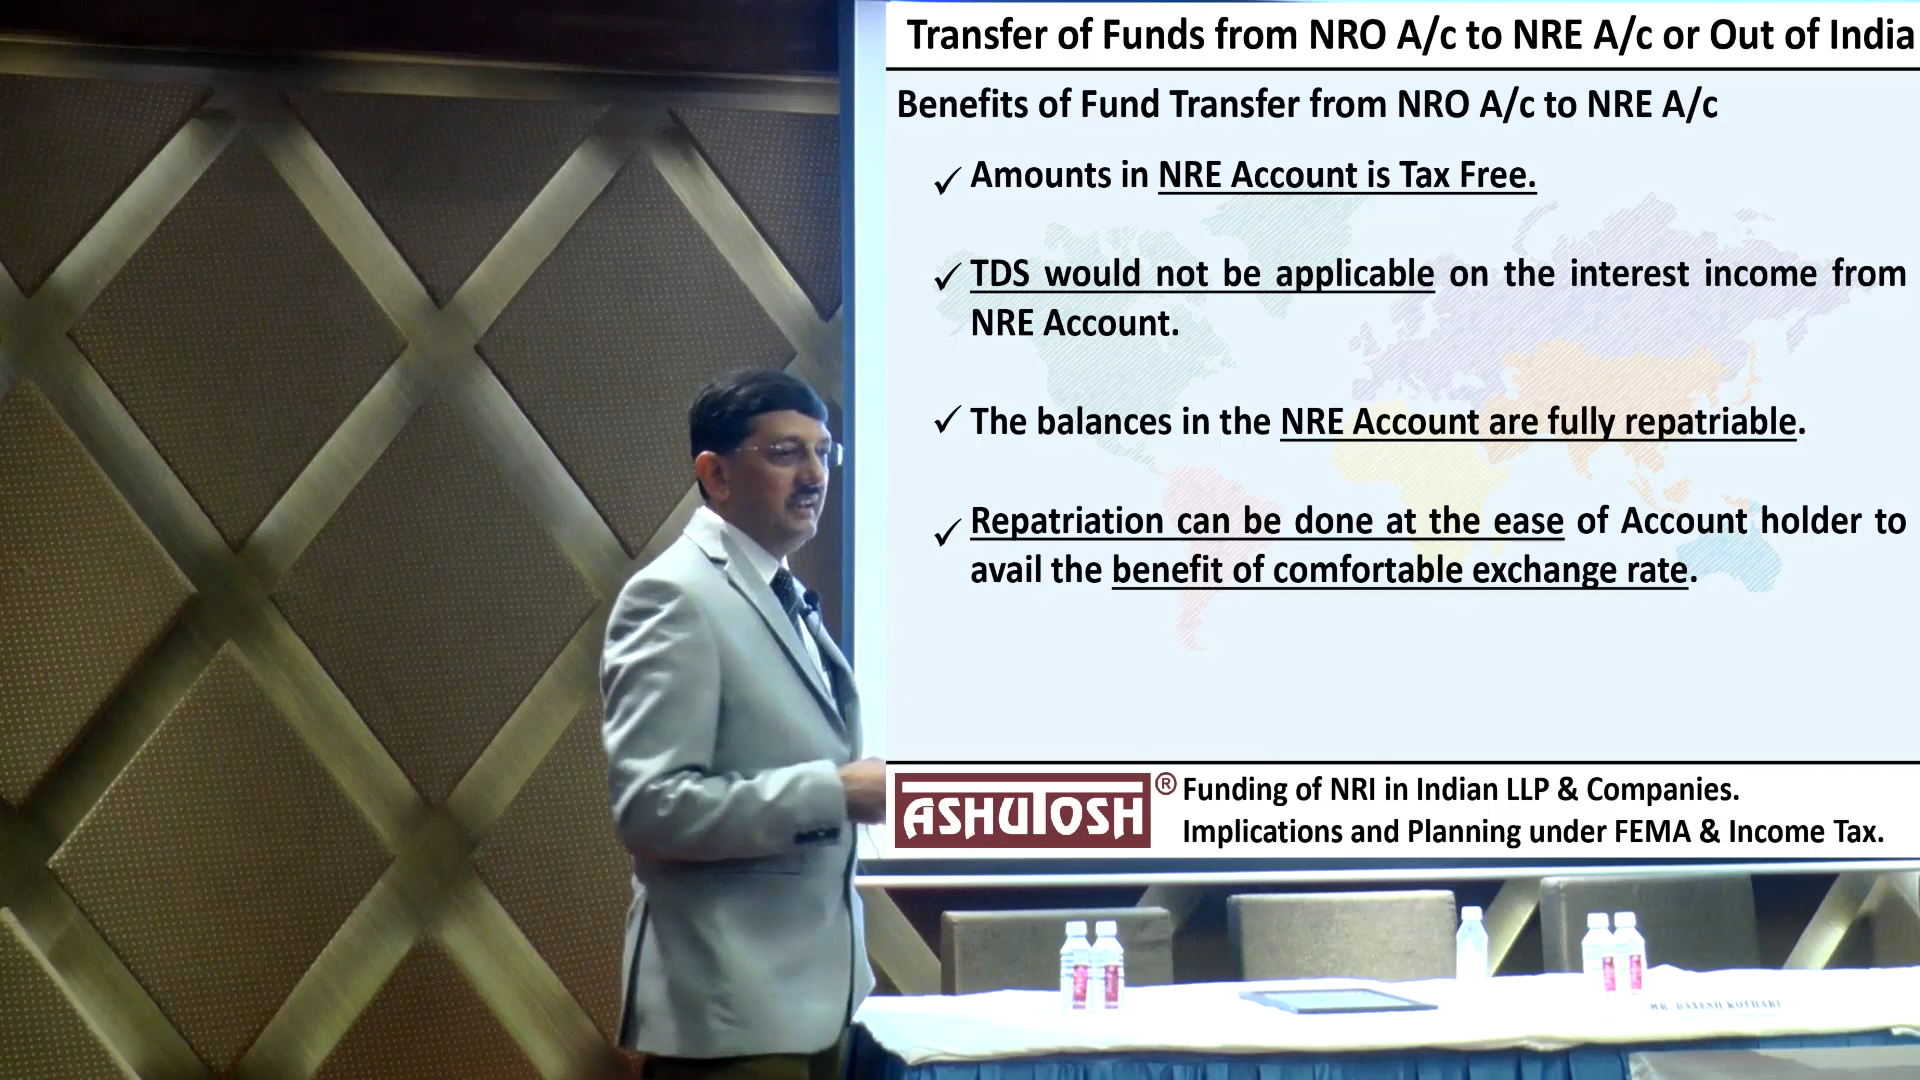 Transfer of Funds from NRO A/c to NRE A/c or Out of India
Benefits of Fund Transfer from NRO A/c to NRE A/c
✓ Amounts in NRE Account is Tax Free.
✓ TDS would not be applicable on the interest income from
NRE Account.
✓ The balances in the NRE Account are fully repatriable.
✓ Repatriation can be done at the ease of Account holder to
avail the benefit of comfortable exchange rate.
ASHUTOSH®
Funding of NRI in Indian LLP & Companies.
Implications and Planning under FEMA & Income Tax.
MR. DAXESH KOTHARI